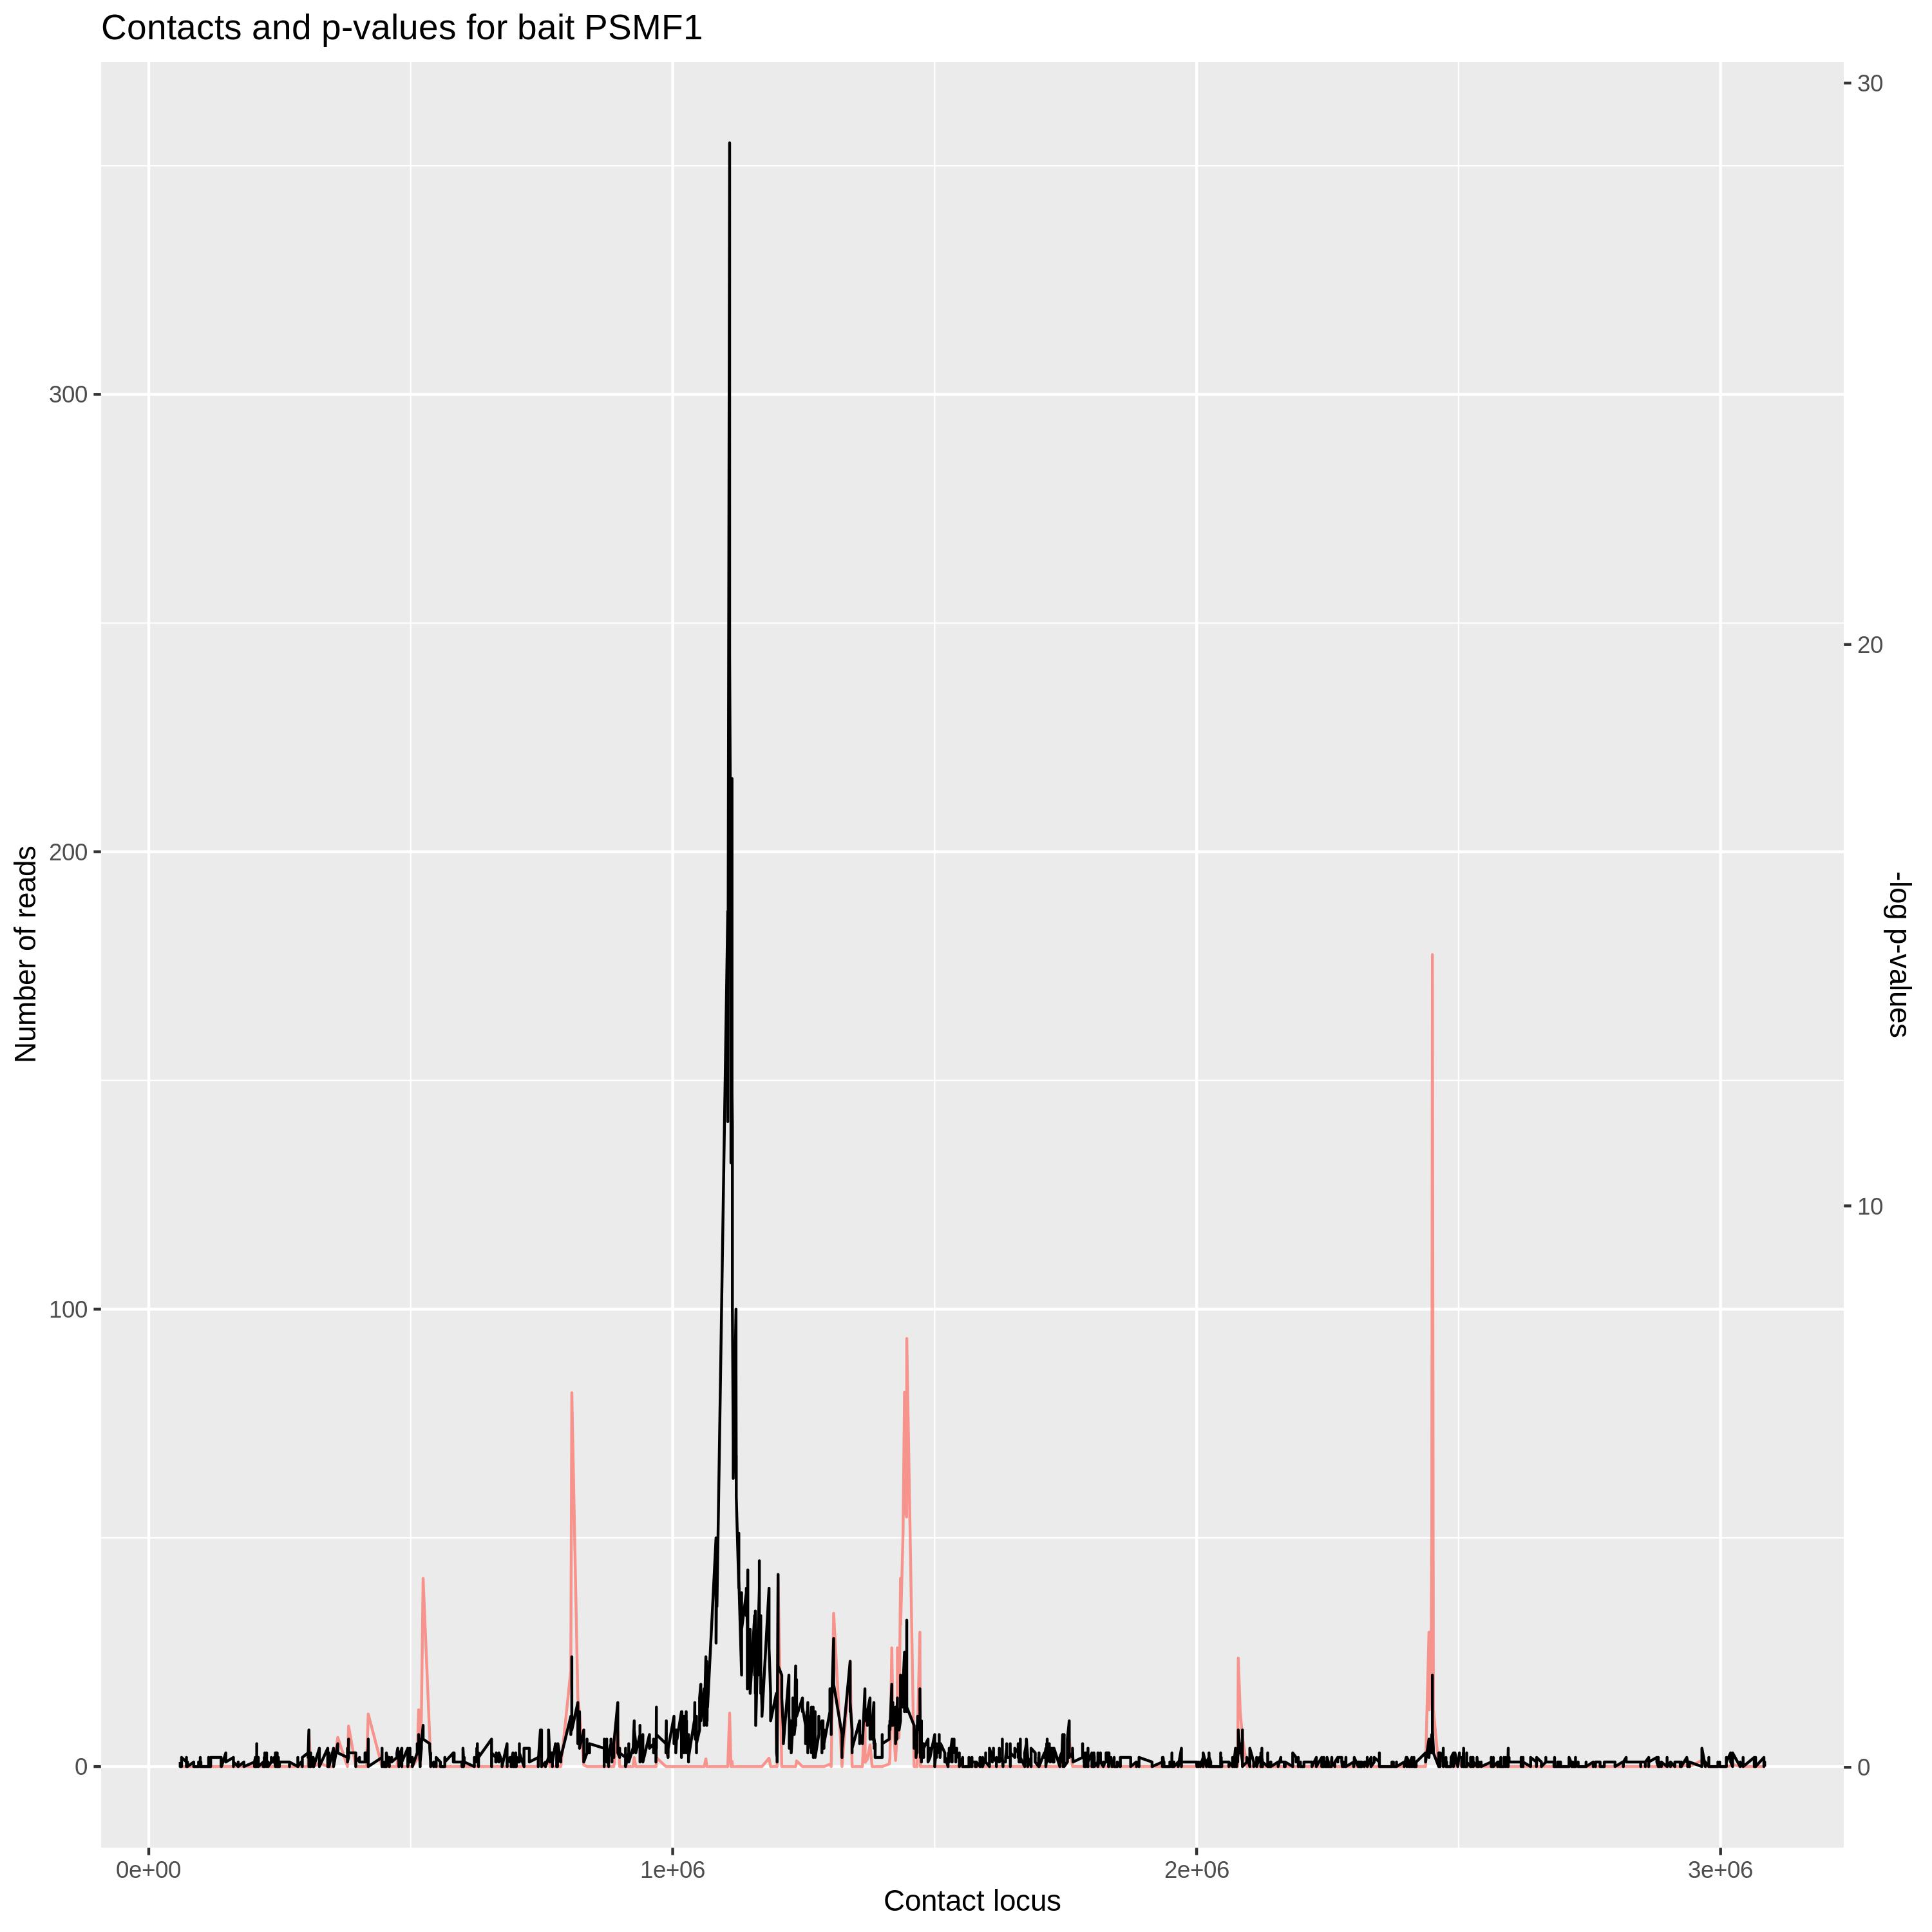 Contacts and p-values for bait PSMF1
Number of reads
300
200
100
0
30
20
10
0
-log p-values
0e+00
1e+06
2e+06
3e+06
Contact locus